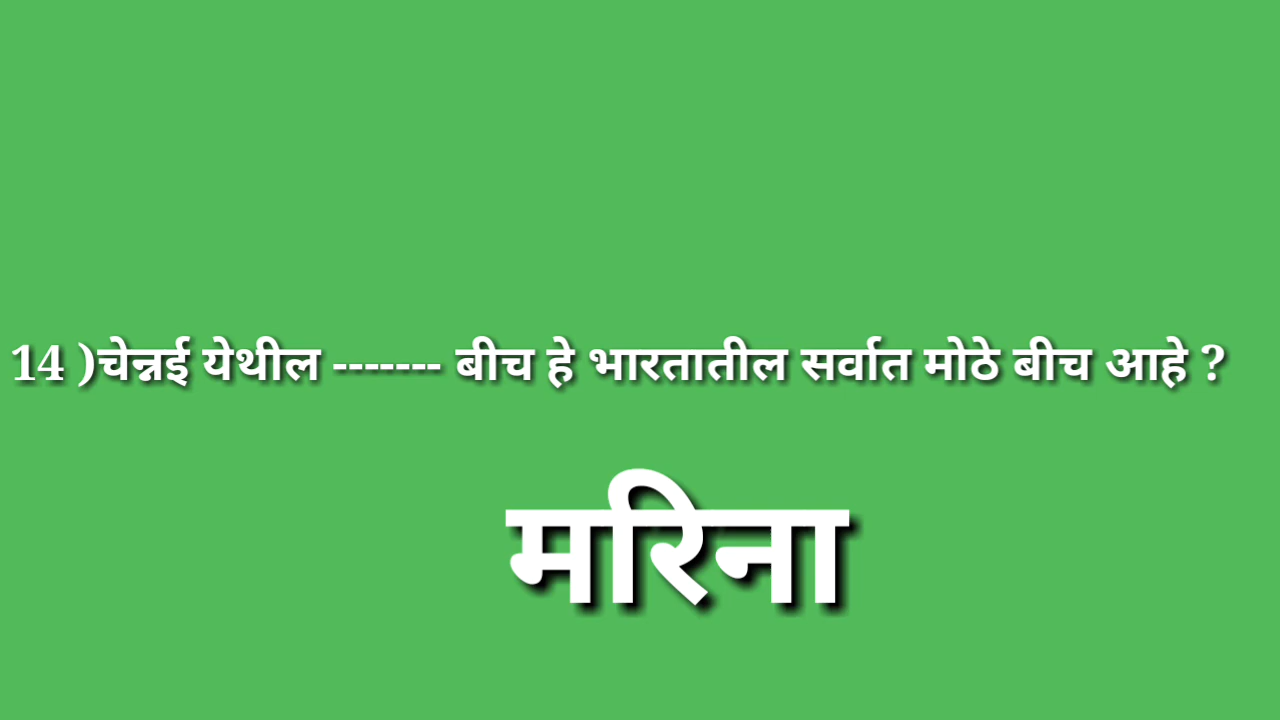 14 )चेन्नई येथील ------- बीच हे भारतातील सर्वात मोठे बीच आहे ?
मरिना